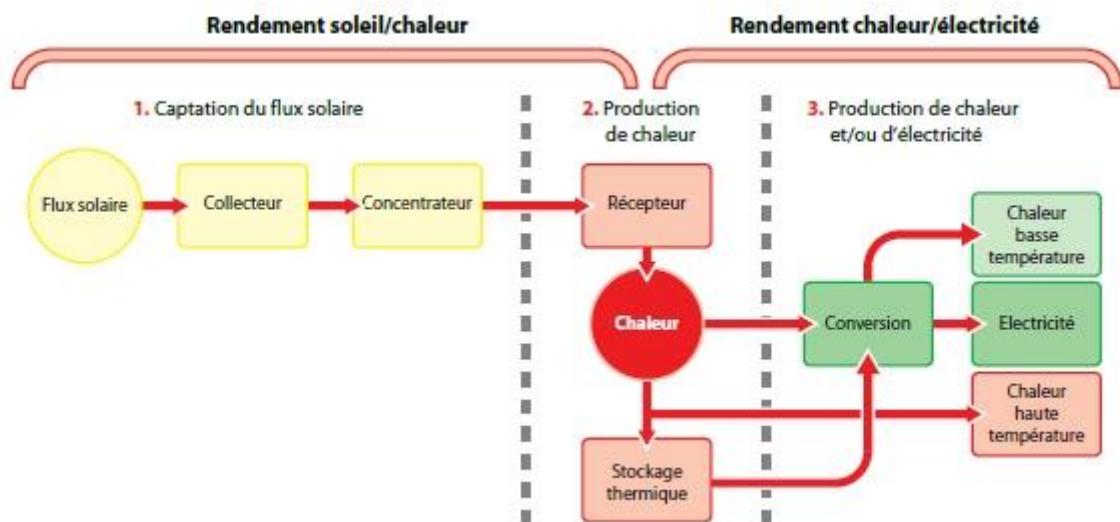 Rendement soleil/chaleur
Rendement chaleur/électricité
1. Captation du flux solaire
2. Production
de chaleur
3. Production de chaleur
et/ou d'électricité
Flux solaire
Collecteur
Concentrateur
Récepteur
Chaleur
basse
température
Chaleur
Conversion
Electricité
Chaleur
haute
température
Stockage
thermique